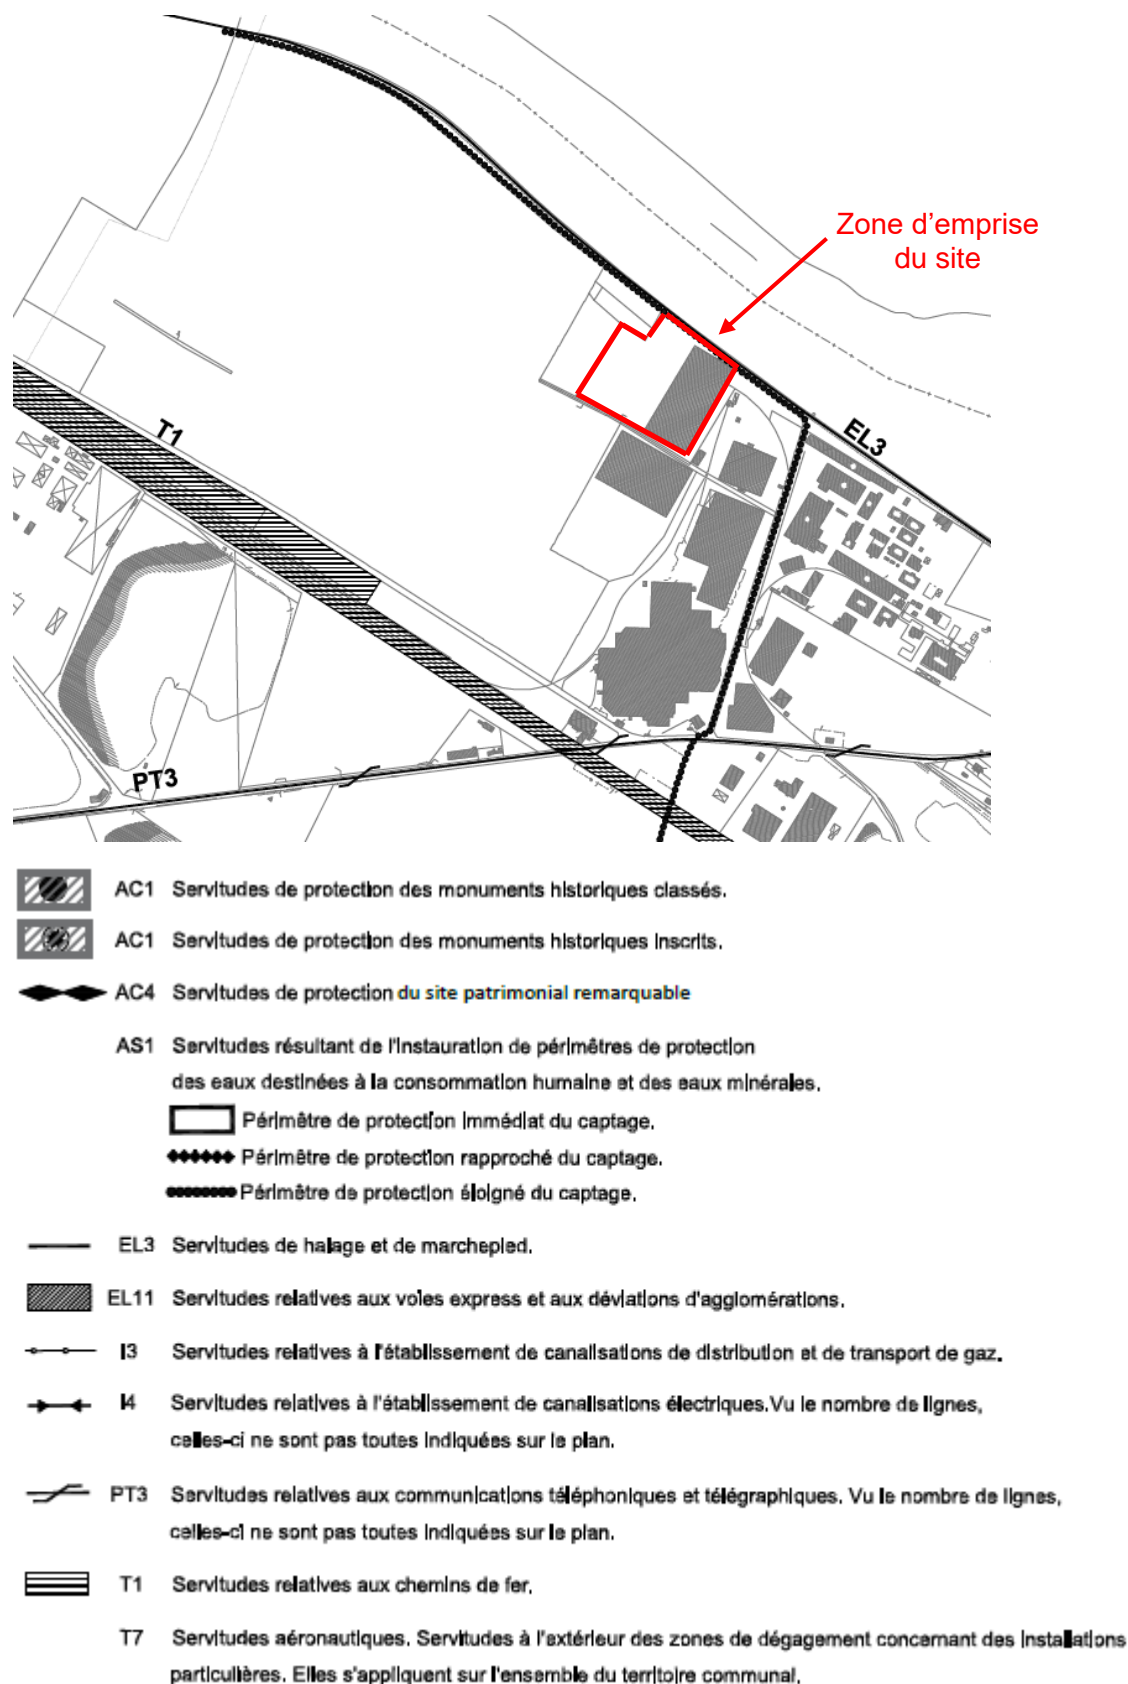 Zone d’emprise
du site
T1
EL3
PT3
AC1 Servitudes de protection des monuments historiques classés.
AC1 Servitudes de protection des monuments historiques inscrits.
AC4 Servitudes de protection du site patrimonial remarquable
AS1 Servitudes résultant de l'instauration de périmêtres de protection
des eaux destinées à la consommation humaine et des eaux minérales.
Périmêtre de protection immédiat du captage.
Périmêtre de protection rapproché du captage.
Périmêtre de protection éloigné du captage.
EL3 Servitudes de halage et de marchepied.
EL11 Servitudes relatives aux voies express et aux déviations d'agglomérations.
I3 Servitudes relatives à l'établissement de canalisations de distribution et de transport de gaz.
I4 Servitudes relatives à l'établissement de canalisations électriques. Vu le nombre de lignes,
celles-ci ne sont pas toutes indiquées sur le plan.
PT3 Servitudes relatives aux communications téléphoniques et télégraphiques. Vu le nombre de lignes,
celles-ci ne sont pas toutes indiquées sur le plan.
T1 Servitudes relatives aux chemins de fer.
T7 Servitudes aéronautiques. Servitudes à l'extérieur des zones de dégagement concernant des installations
particulières. Elles s'appliquent sur l'ensemble du territoire communal.